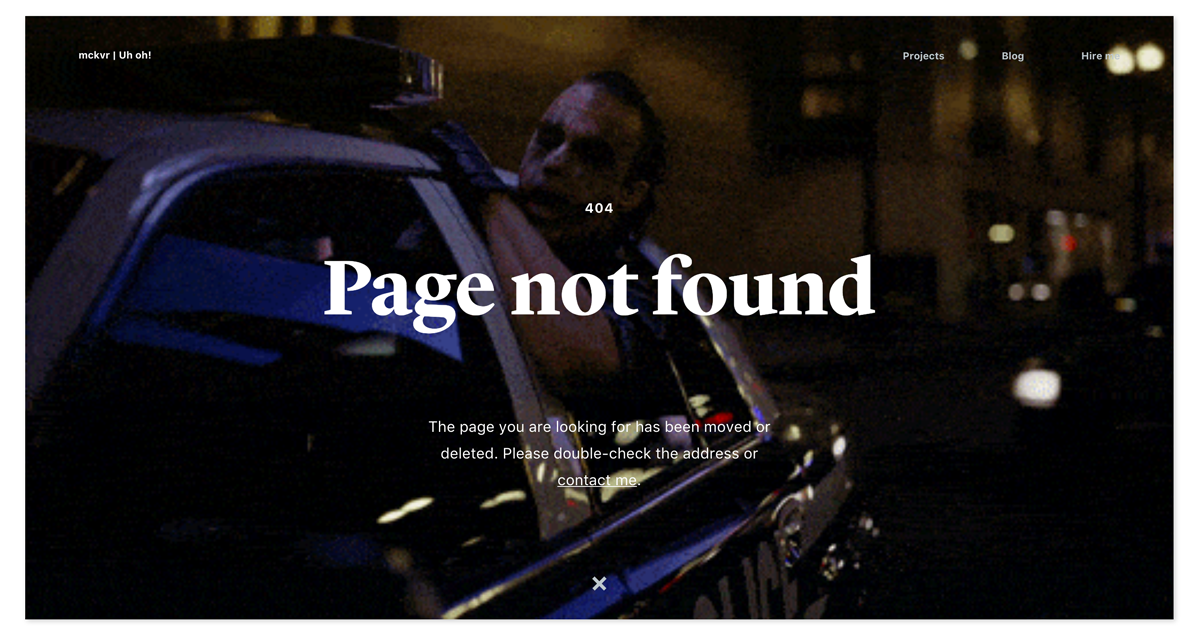 mckvr | Uh oh!
Projects Blog Hire me
404
Page not found
The page you are looking for has been moved or
deleted. Please double-check the address or
contact me.